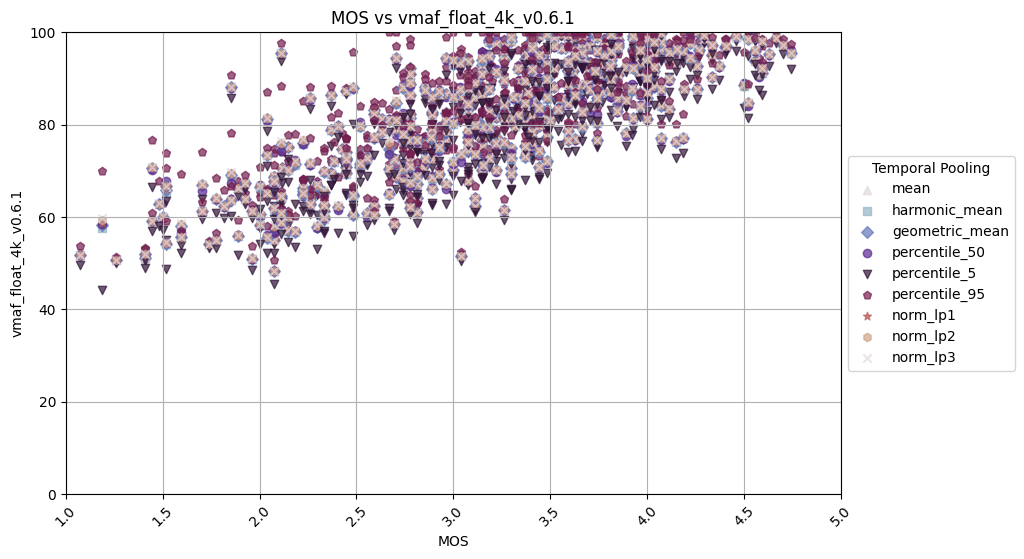 MOS vs vmaf_float_4k_v0.6.1
100
80
60
40
20
0
vmaf_float_4k_v0.6.1
1.0
1.5
2.0
2.5
3.0
3.5
4.0
4.5
5.0
MOS
Temporal Pooling
mean
harmonic_mean
geometric_mean
percentile_50
percentile_5
percentile_95
norm_lp1
norm_lp2
norm_lp3